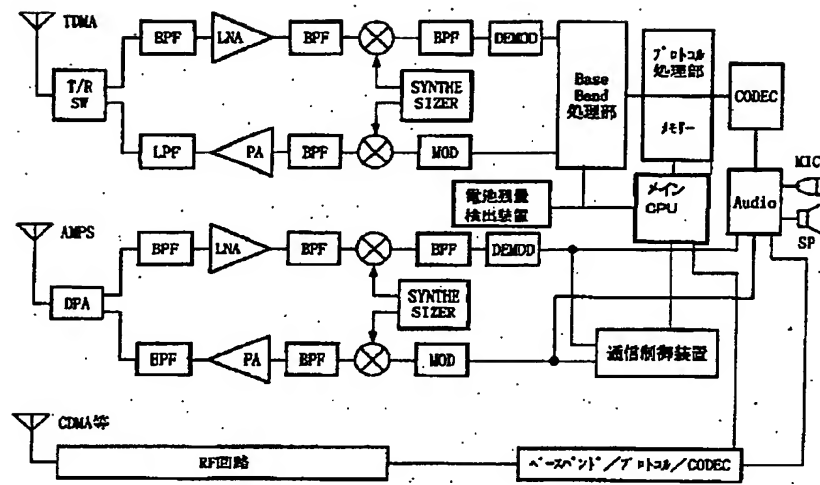 TDMA
BPF
LNA
BPF
BPF
DEMOD
T/R
SW
SYNTHE
SIZER
LPF
PA
BPF
MOD
Base
Bend
処理部
プロトコル
処理部
メモリー
CODEC
MIC
Audio
SP
メイン
CPU
電池残量
検出装置
AMPS
BPF
LNA
BPF
BPF
DEMOD
DPA
SYNTHE
SIZER
BPF
PA
BPF
MOD
通信制御装置
CDMA等
RF回路
ベースバンド/プロトコル/CODEC